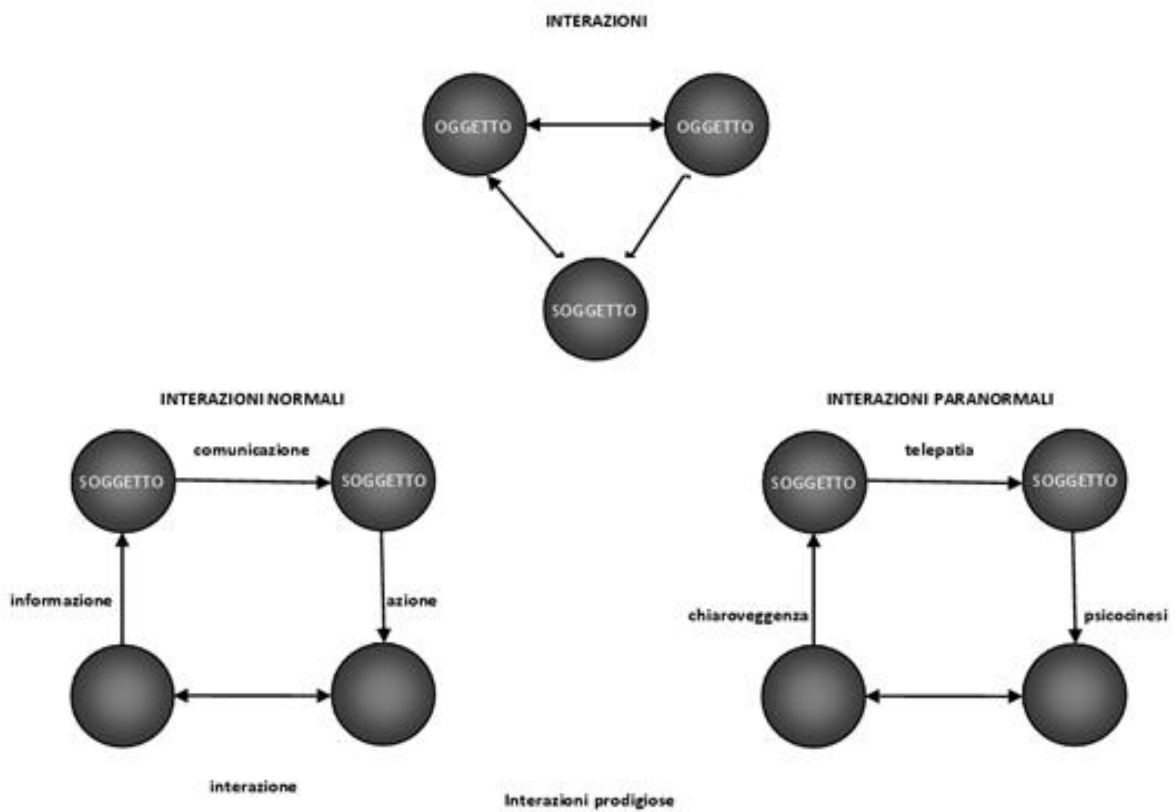 INTERAZIONI
OGGETTO
OGGETTO
SOGGETTO
INTERAZIONI NORMALI
INTERAZIONI PARANORMALI
comunicazione
telepatia
SOGGETTO
SOGGETTO
SOGGETTO
SOGGETTO
informazione
azione
chiaroveggenza
psicocinesi
interazione
Interazioni prodigiose